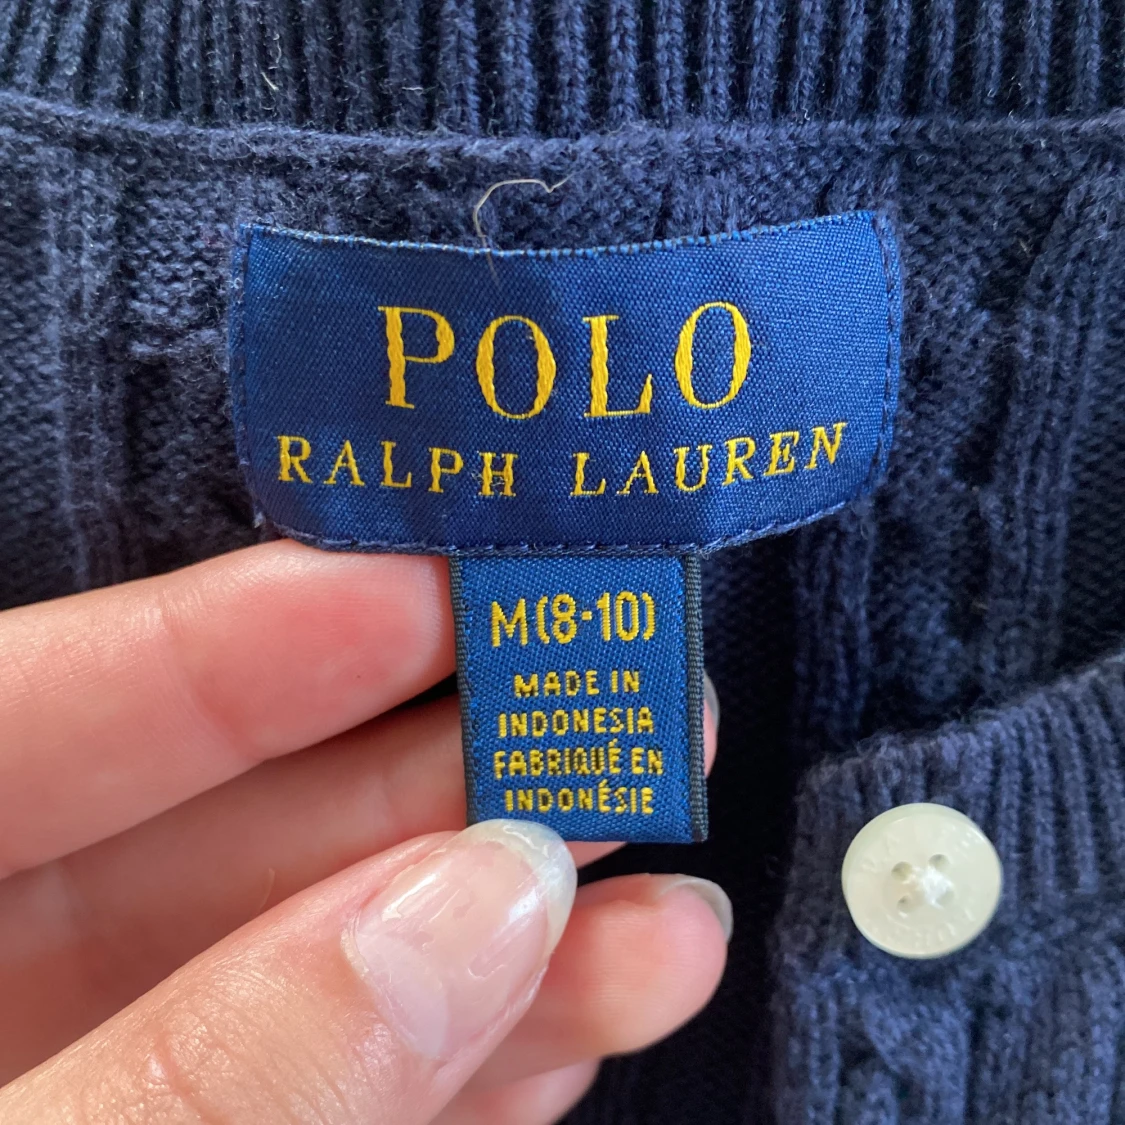 POLO
RALPH LAUREN
M(8-10)
MADE IN
INDONESIA
FABRIQUÉ EN
INDONÉSIE